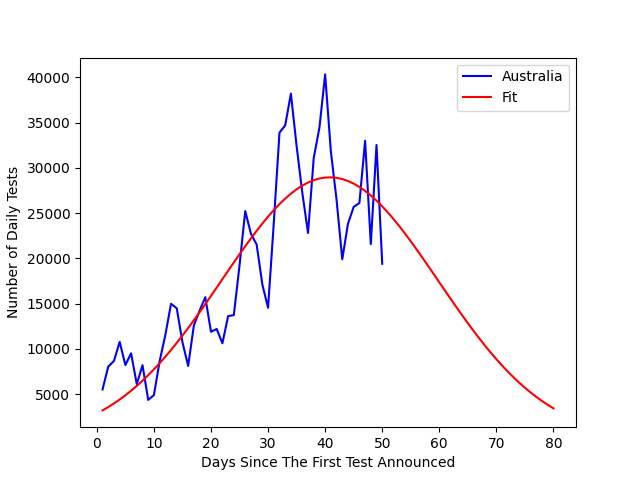 Australia
Fit
Number of Daily Tests
40000
35000
30000
25000
20000
15000
10000
5000
0 10 20 30 40 50 60 70 80
Days Since The First Test Announced